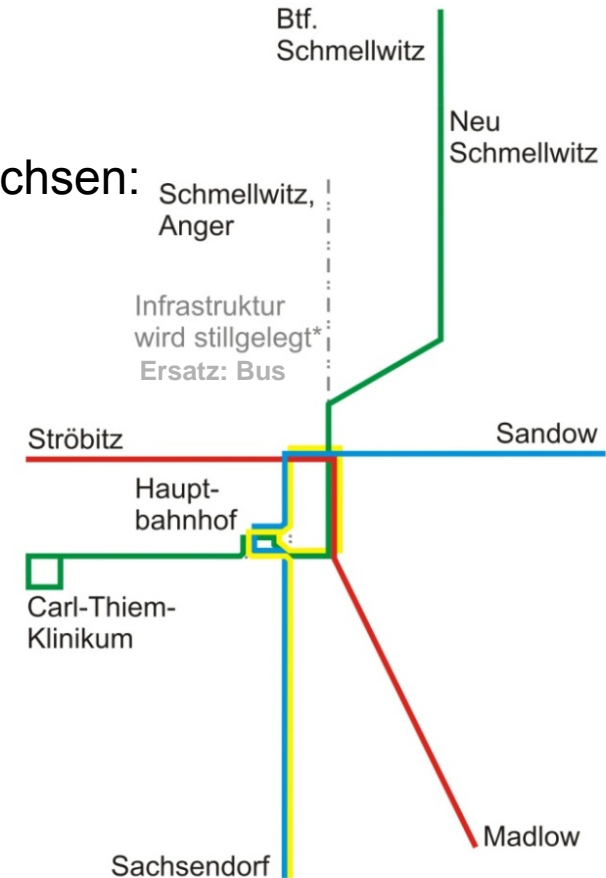 Btf.
Schmellwitz
Neu
Schmellwitz
chsen:
Schmellwitz,
Anger
Infrastruktur
wird stillgelegt*
Ersatz: Bus
Ströbitz
Sandow
Haupt-
bahnhof
Carl-Thiem-
Klinikum
Madlow
Sachsendorf